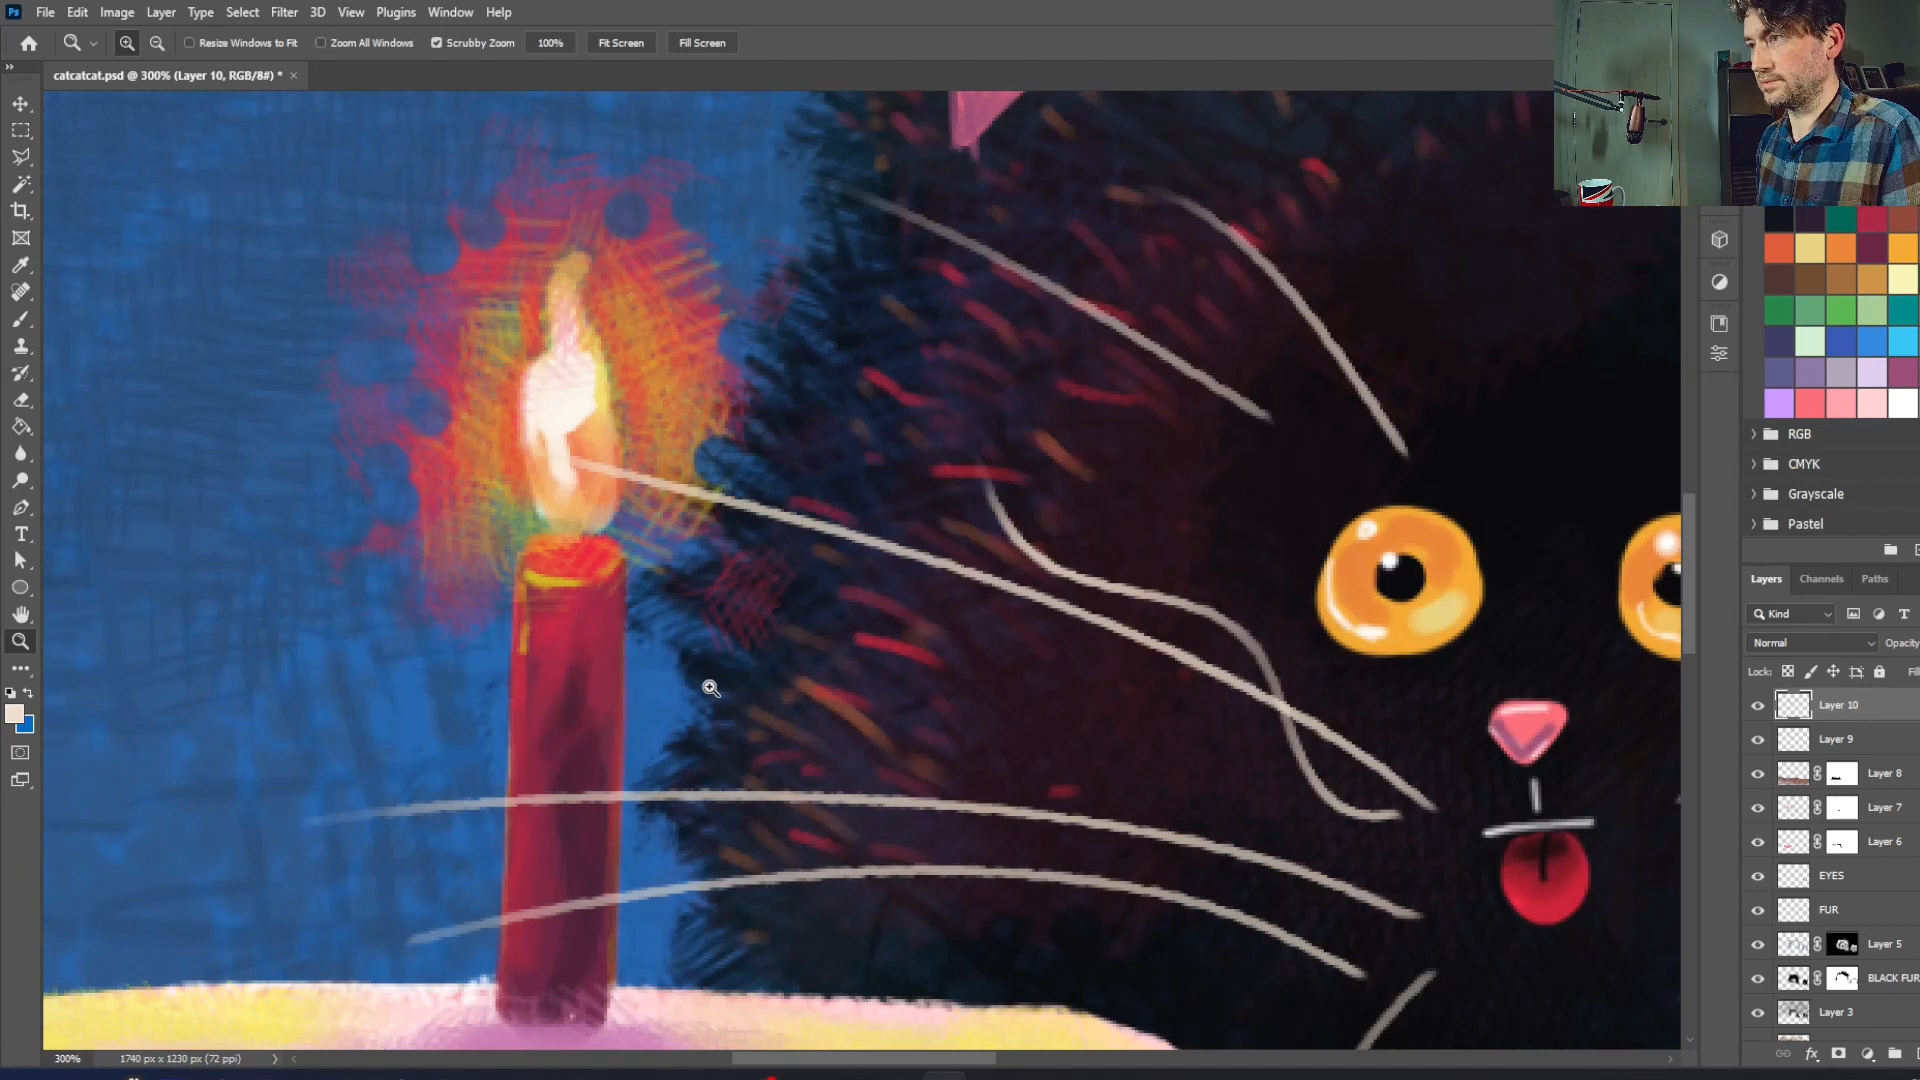 Ps File Edit Image Layer Type Select Filter 3D View Plugins Window Help
Resize Windows to Fit Zoom All Windows Scrubby Zoom 100% Fit Screen Fill Screen
catcatcat.psd @ 300% (Layer 10, RGB/8#) * ×
RGB
CMYK
Grayscale
Pastel
Layers Channels Paths
Kind
Normal Opacity
Lock: Fil
Layer 10
Layer 9
Layer 8
Layer 7
Layer 6
EYES
FUR
Layer 5
BLACK FUR
Layer 3
fx
300% 1740 px x 1230 px (72 ppi)